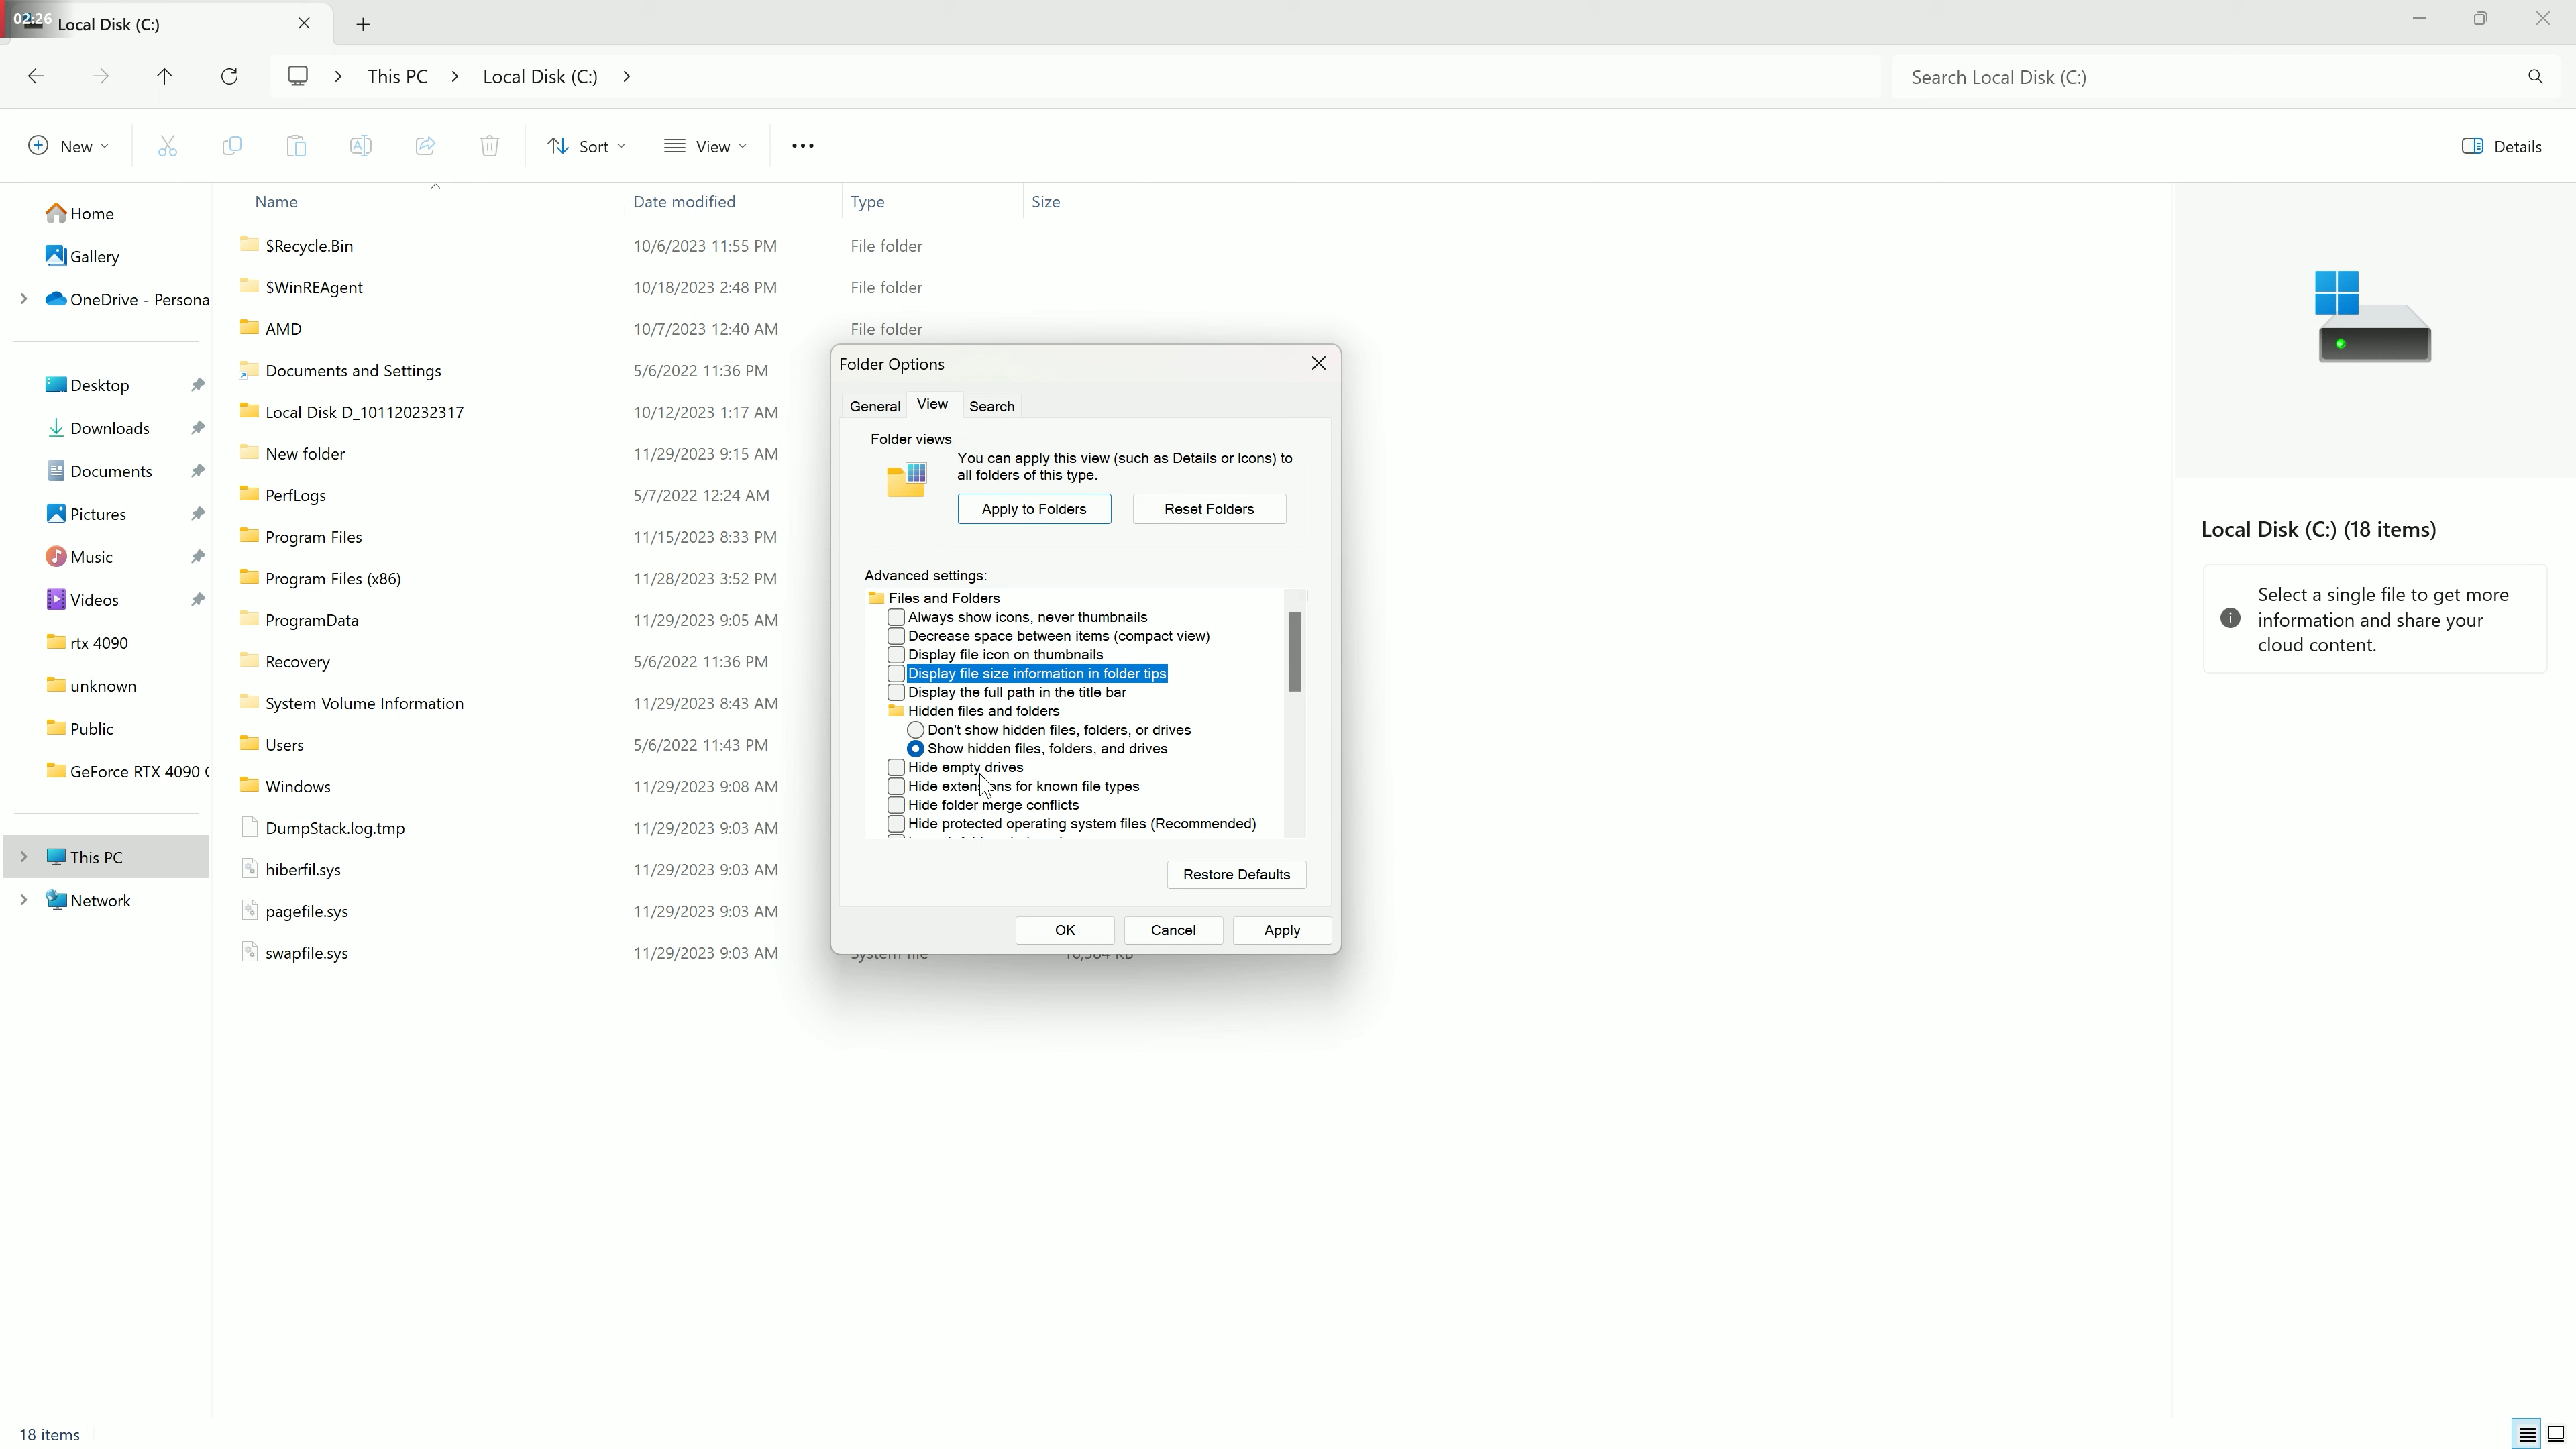 02:26
Local Disk (C:)
This PC
Local Disk (C:)
Search Local Disk (C:)
New
Sort
View
Details
Home
Gallery
OneDrive - Persona
Desktop
Downloads
Documents
Pictures
Music
Videos
rtx 4090
unknown
Public
GeForce RTX 4090
This PC
Network
Name Date modified Type Size
$Recycle.Bin 10/6/2023 11:55 PM File folder
$WinREAgent 10/18/2023 2:48 PM File folder
AMD 10/7/2023 12:40 AM File folder
Documents and Settings 5/6/2022 11:36 PM
Local Disk D_101120232317 10/12/2023 1:17 AM
New folder 11/29/2023 9:15 AM
PerfLogs 5/7/2022 12:24 AM
Program Files 11/15/2023 8:33 PM
Program Files (x86) 11/28/2023 3:52 PM
ProgramData 11/29/2023 9:05 AM
Recovery 5/6/2022 11:36 PM
System Volume Information 11/29/2023 8:43 AM
Users 5/6/2022 11:43 PM
Windows 11/29/2023 9:08 AM
DumpStack.log.tmp 11/29/2023 9:03 AM
hiberfil.sys 11/29/2023 9:03 AM
pagefile.sys 11/29/2023 9:03 AM
swapfile.sys 11/29/2023 9:03 AM
Folder Options
General View Search
Folder views
You can apply this view (such as Details or Icons) to
all folders of this type.
Apply to Folders
Reset Folders
Advanced settings:
Files and Folders
Always show icons, never thumbnails
Decrease space between items (compact view)
Display file icon on thumbnails
Display file size information in folder tips
Display the full path in the title bar
Hidden files and folders
Don't show hidden files, folders, or drives
Show hidden files, folders, and drives
Hide empty drives
Hide extensions for known file types
Hide folder merge conflicts
Hide protected operating system files (Recommended)
Restore Defaults
OK
Cancel
Apply
Local Disk (C:) (18 items)
Select a single file to get more
information and share your
cloud content.
18 items